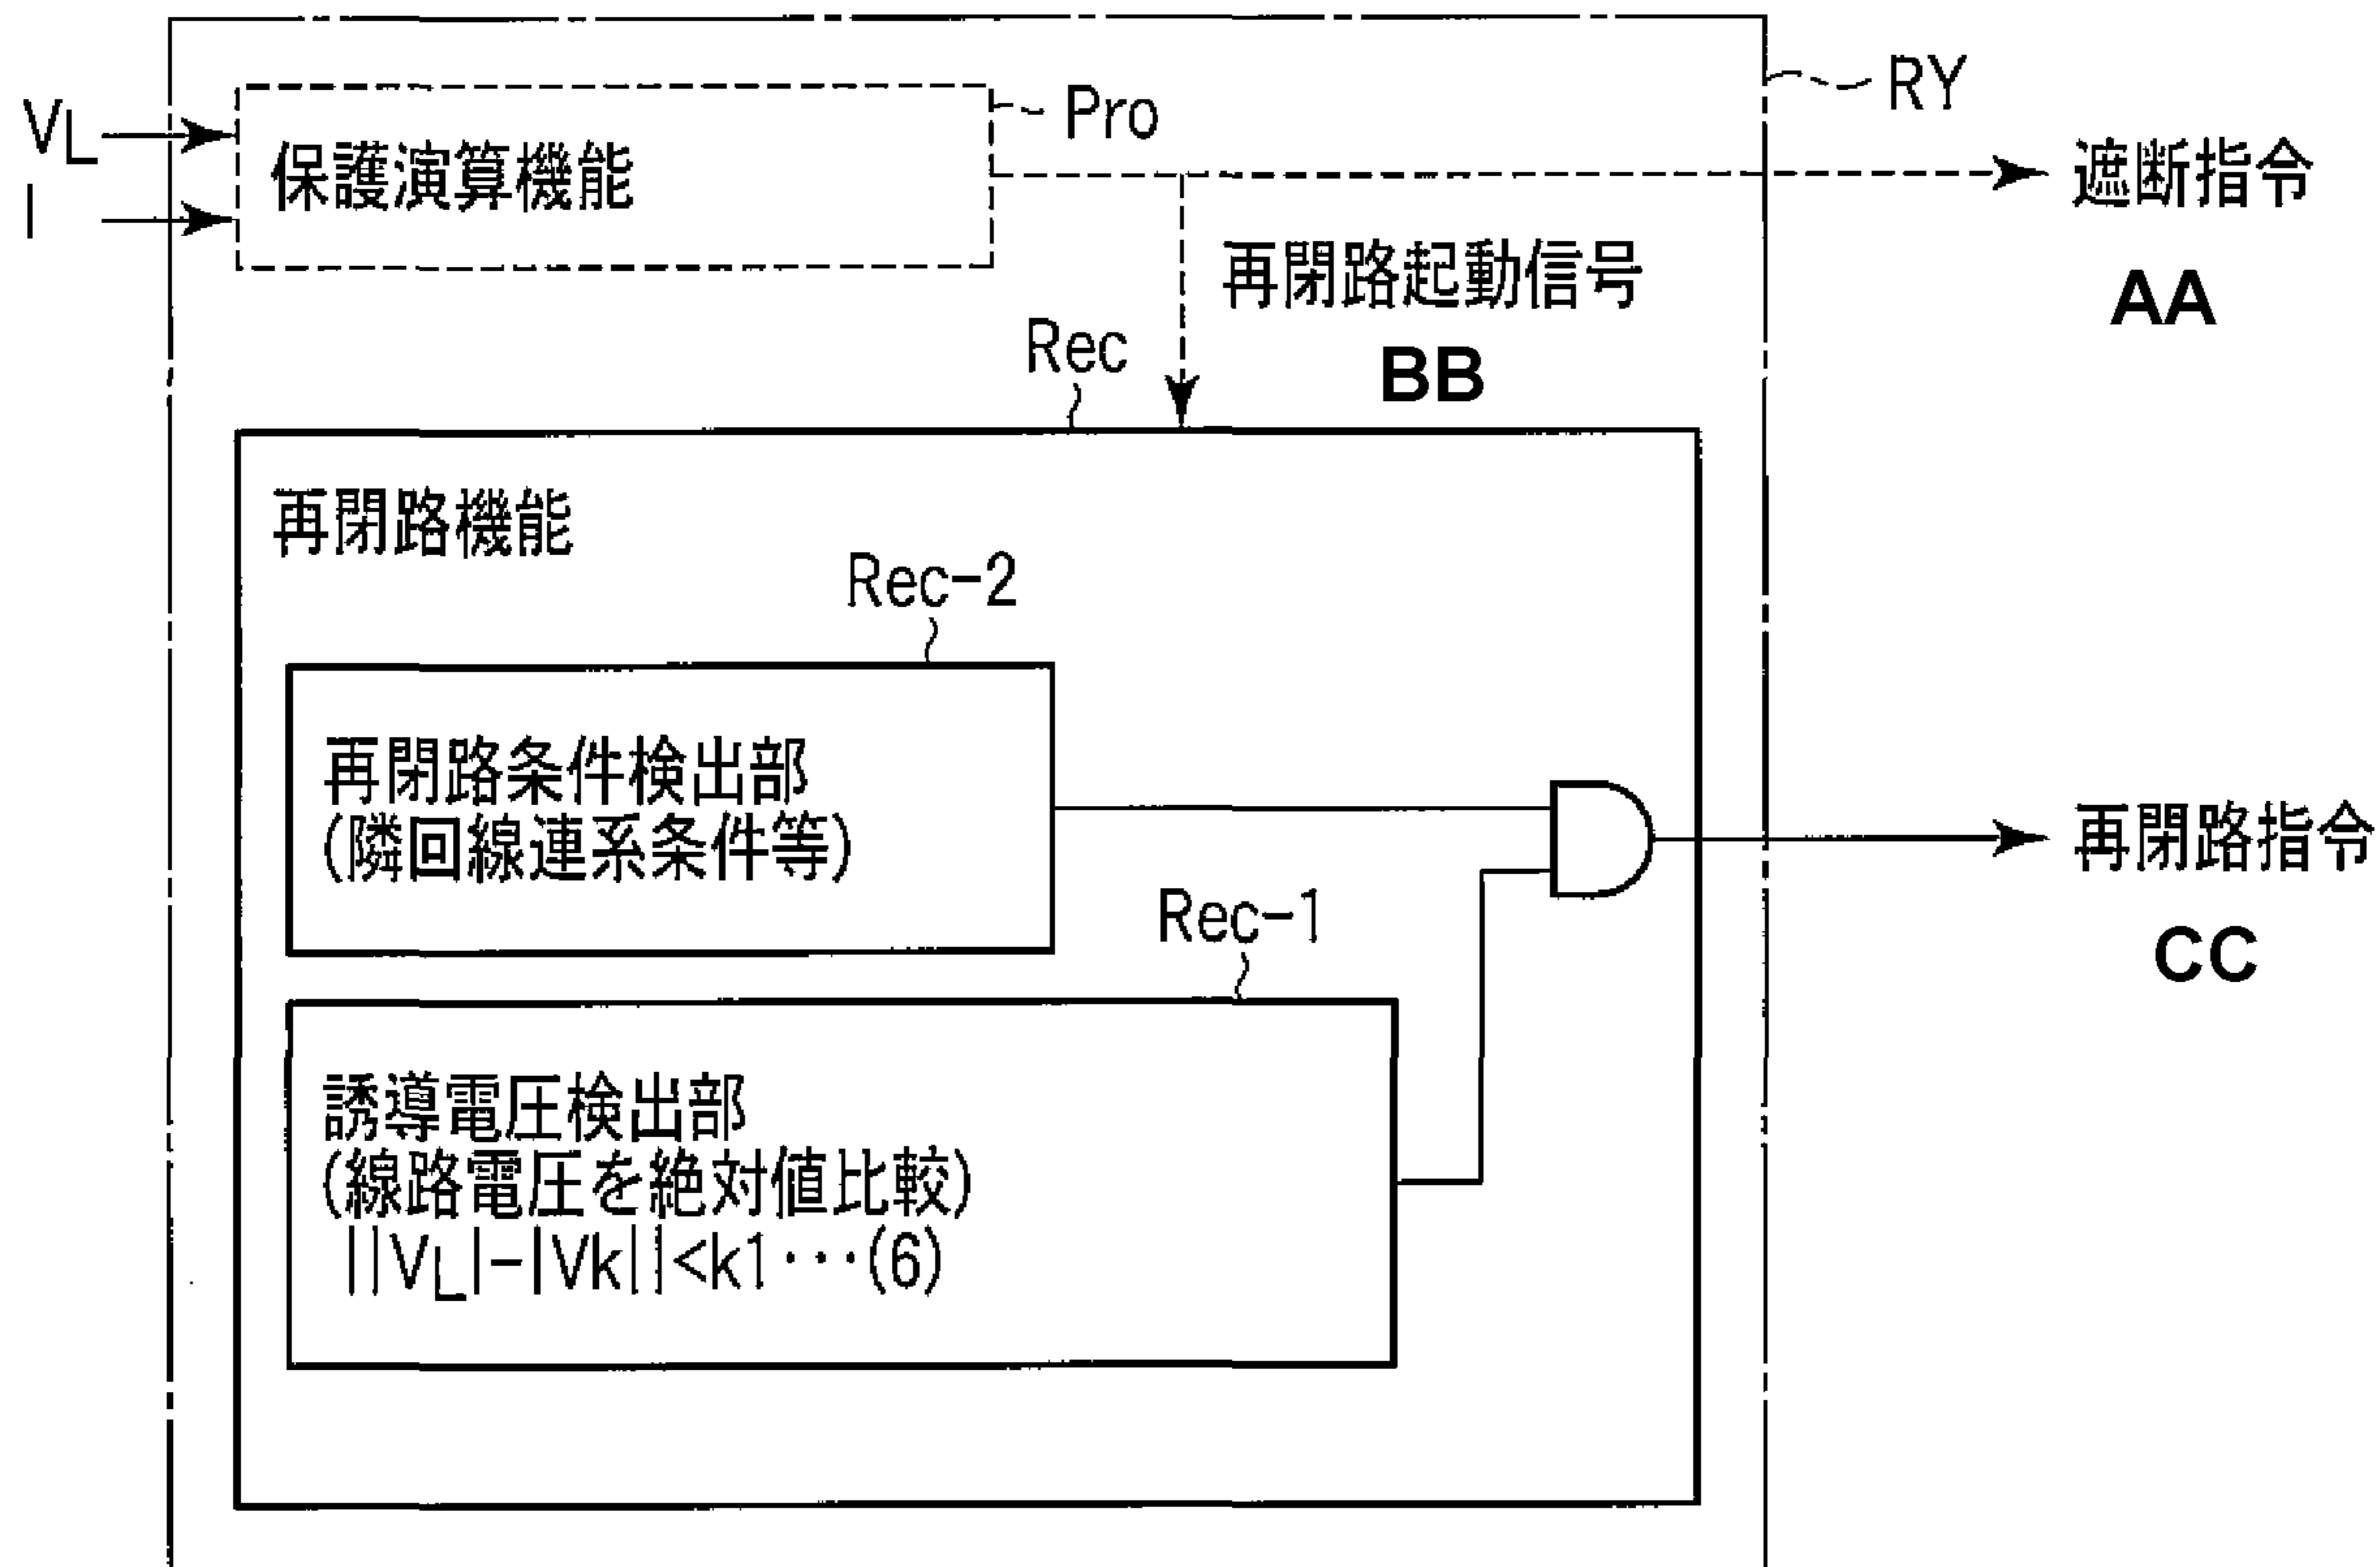 RY
VL
Pro
保護演算機能
遮断指令
I
再閉路起動信号
AA
Rec
BB
再閉路機能
Rec-2
再閉路条件検出部
(隣回線連系条件等)
再閉路指令
Rec-1
CC
誘導電圧検出部
(線路電圧を絶対値比較)
||VL|-|Vk||<k1···(6)